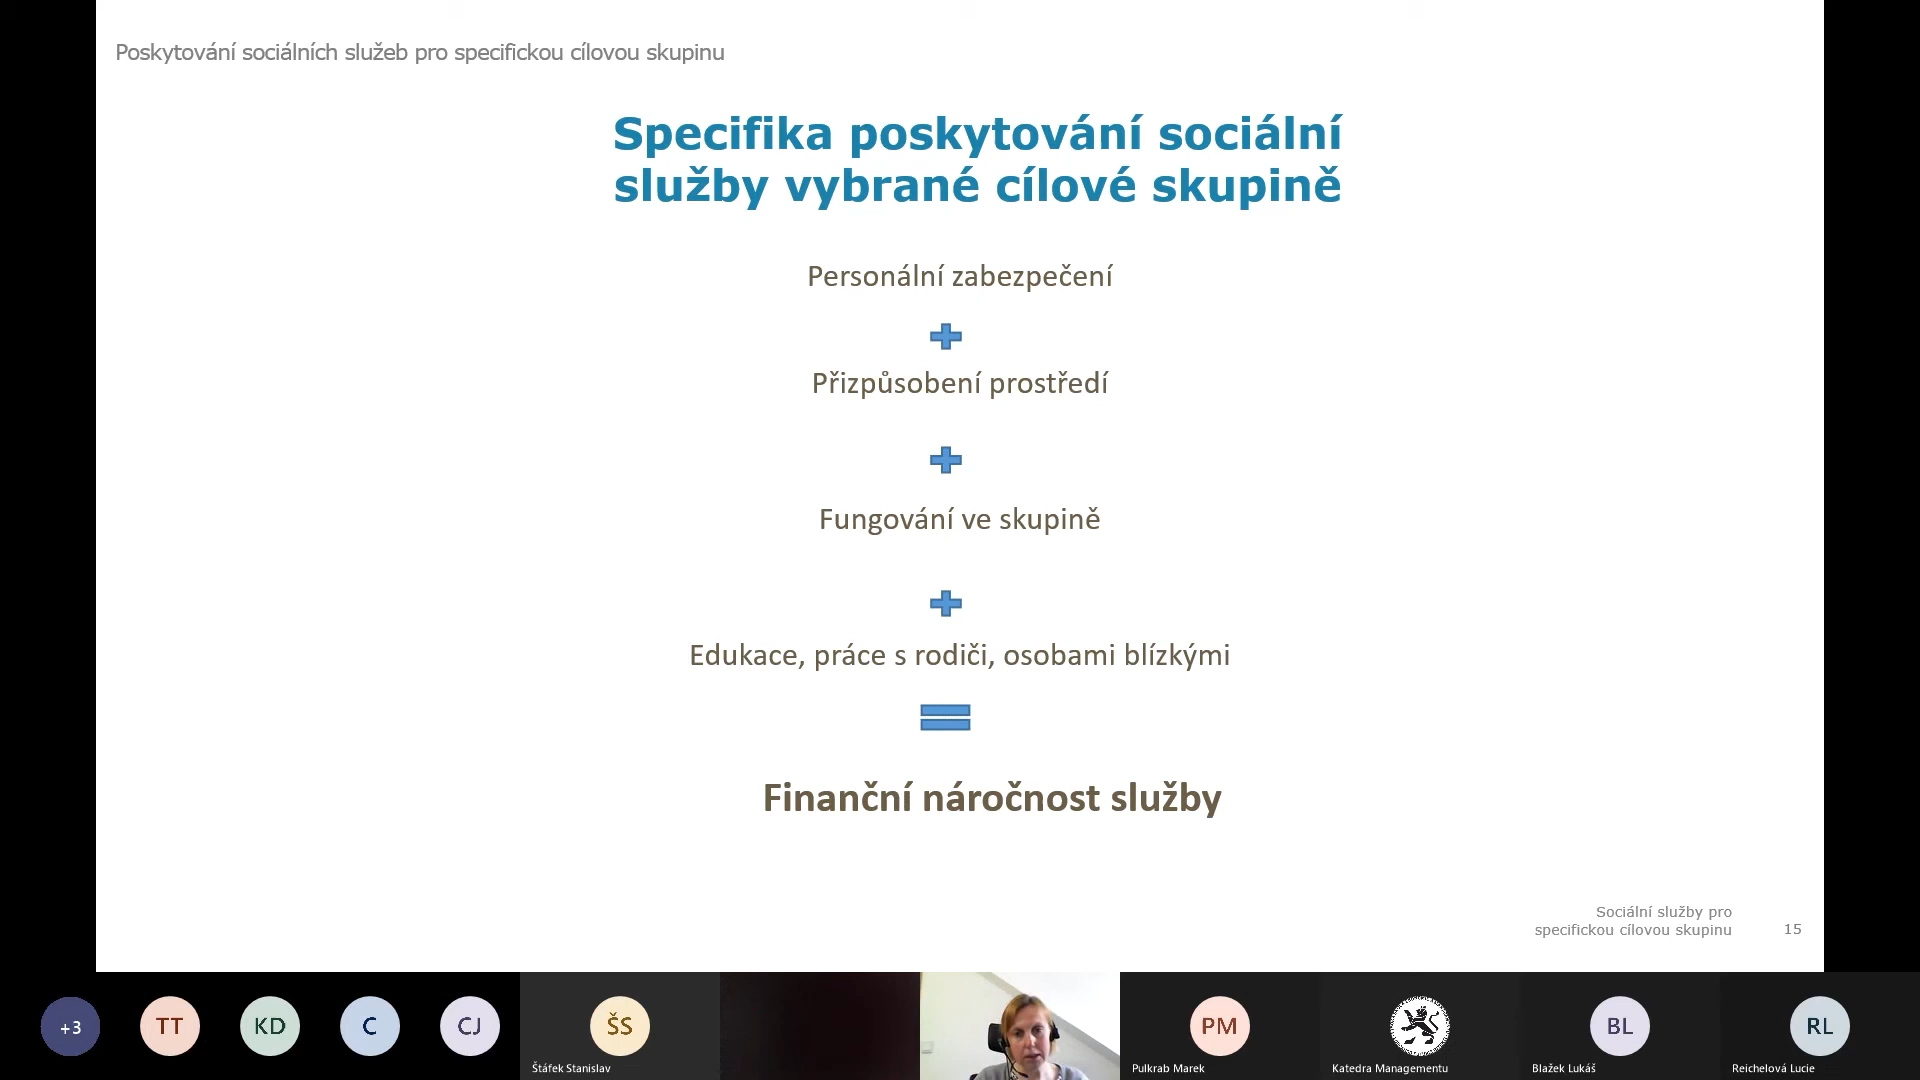 Poskytování sociálních služeb pro specifickou cílovou skupinu
Specifika poskytování sociální
služby vybrané cílové skupině
Personální zabezpečení
Přizpůsobení prostředí
Fungování ve skupině
Edukace, práce s rodiči, osobami blízkými
Finanční náročnost služby
Sociální služby pro
specifickou cílovou skupinu
15
+3
TT
KD
C
CJ
ŠS
PM
BL
RL
Štáfek Stanislav
Pulkrab Marek
Katedra Managementu
Blažek Lukáš
Reichelová Lucie